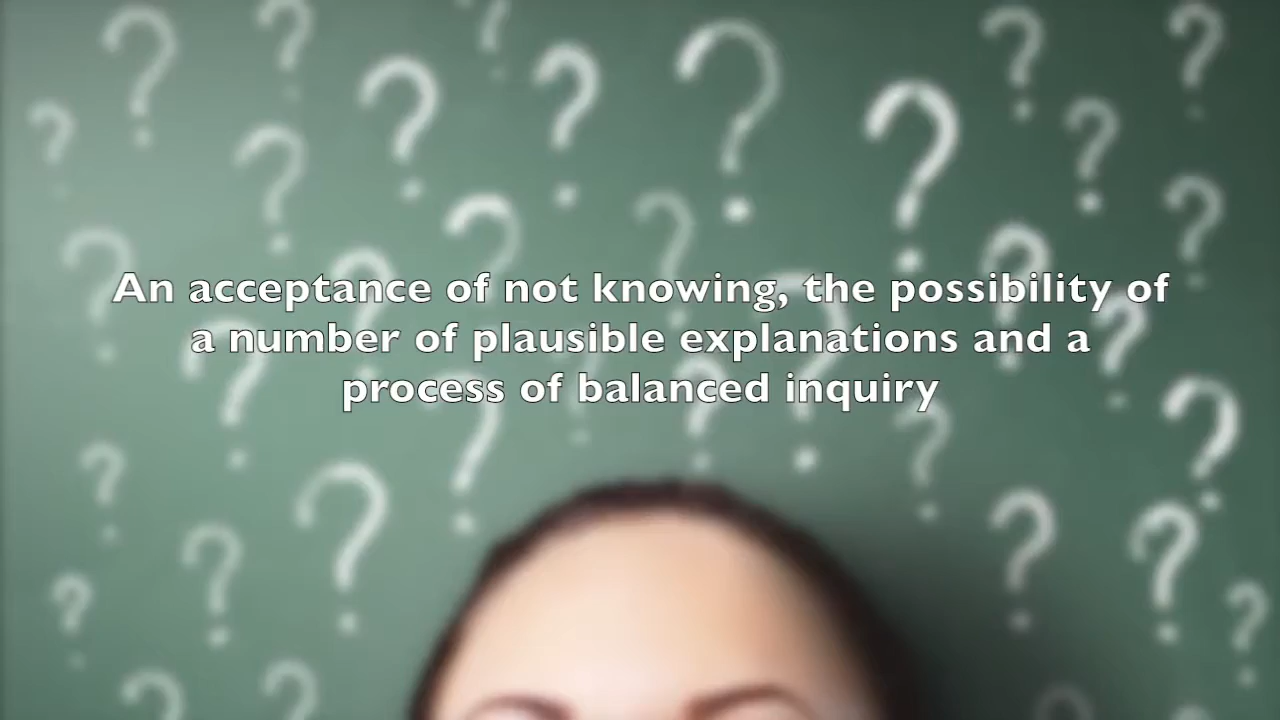 An acceptance of not knowing, the possibility of
a number of plausible explanations and a
process of balanced inquiry